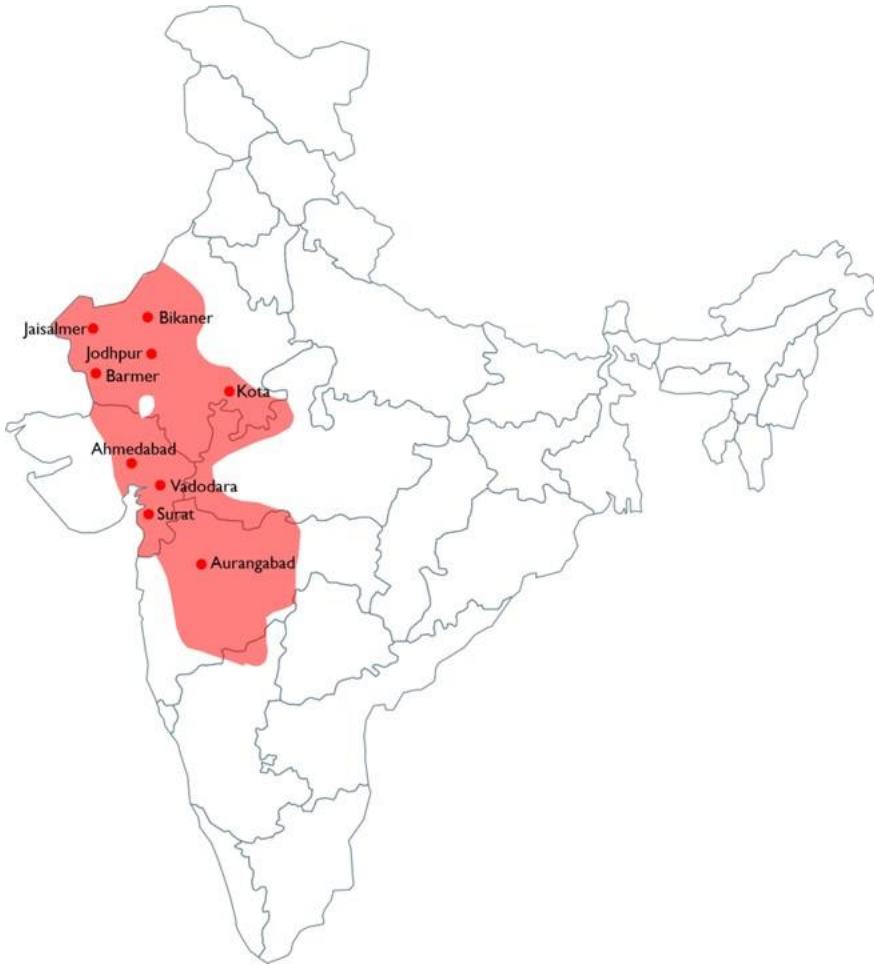 Bikaner
Jaisalmer
Jodhpur
Barmer
Kota
Ahmedabad
Vadodara
Surat
Aurangabad